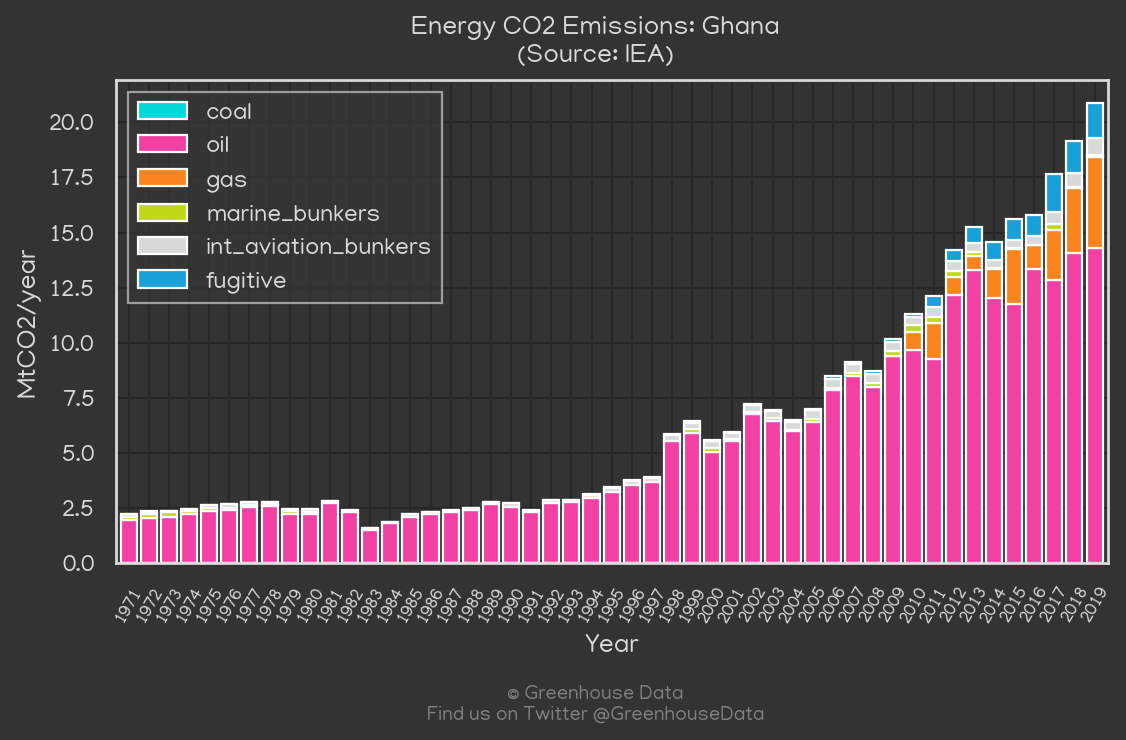 Energy CO2 Emissions: Ghana
(Source: IEA)
coal
oil
gas
marine_bunkers
int_aviation_bunkers
fugitive
MtCO2/year
20.0
17.5
15.0
12.5
10.0
7.5
5.0
2.5
0.0
1971 1972 1973 1974 1975 1976 1977 1978 1979 1980 1981 1982 1983 1984 1985 1986 1987 1988 1989 1990 1991 1992 1993 1994 1995 1996 1997 1998 1999 2000 2001 2002 2003 2004 2005 2006 2007 2008 2009 2010 2011 2012 2013 2014 2015 2016 2017 2018 2019
Year
© Greenhouse Data
Find us on Twitter @GreenhouseData